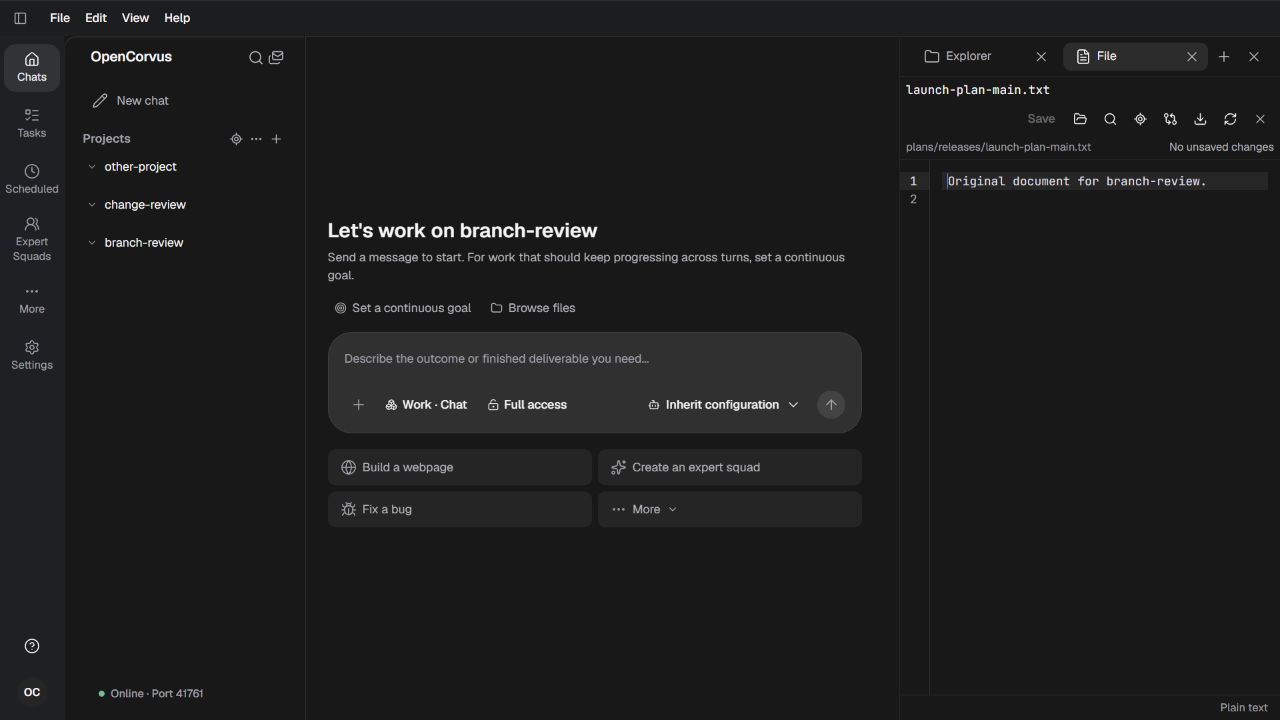 File Edit View Help
Chats
Tasks
Scheduled
Expert
Squads
More
Settings
OC
OpenCorvus
New chat
Projects
other-project
change-review
branch-review
Online · Port 41761
Let's work on branch-review
Send a message to start. For work that should keep progressing across turns, set a continuous
goal.
Set a continuous goal Browse files
Describe the outcome or finished deliverable you need...
Work · Chat Full access Inherit configuration
Build a webpage Create an expert squad
Fix a bug More
Explorer File
launch-plan-main.txt
Save
plans/releases/launch-plan-main.txt No unsaved changes
1 Original document for branch-review.
2
Plain text